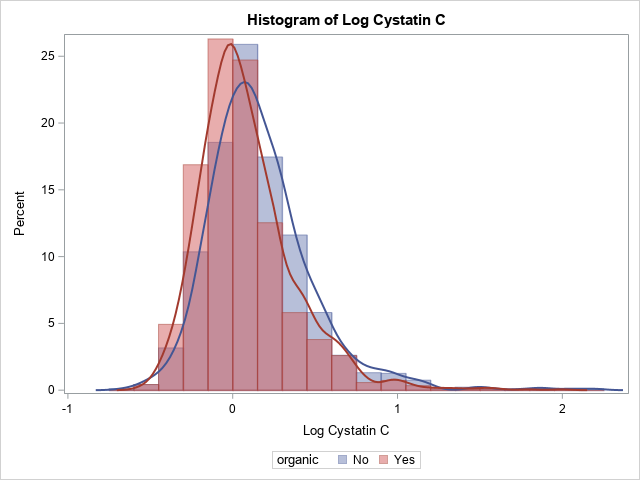 Histogram of Log Cystatin C
25
20
15
10
5
0
Percent
-1 0 1 2
Log Cystatin C
organic No Yes